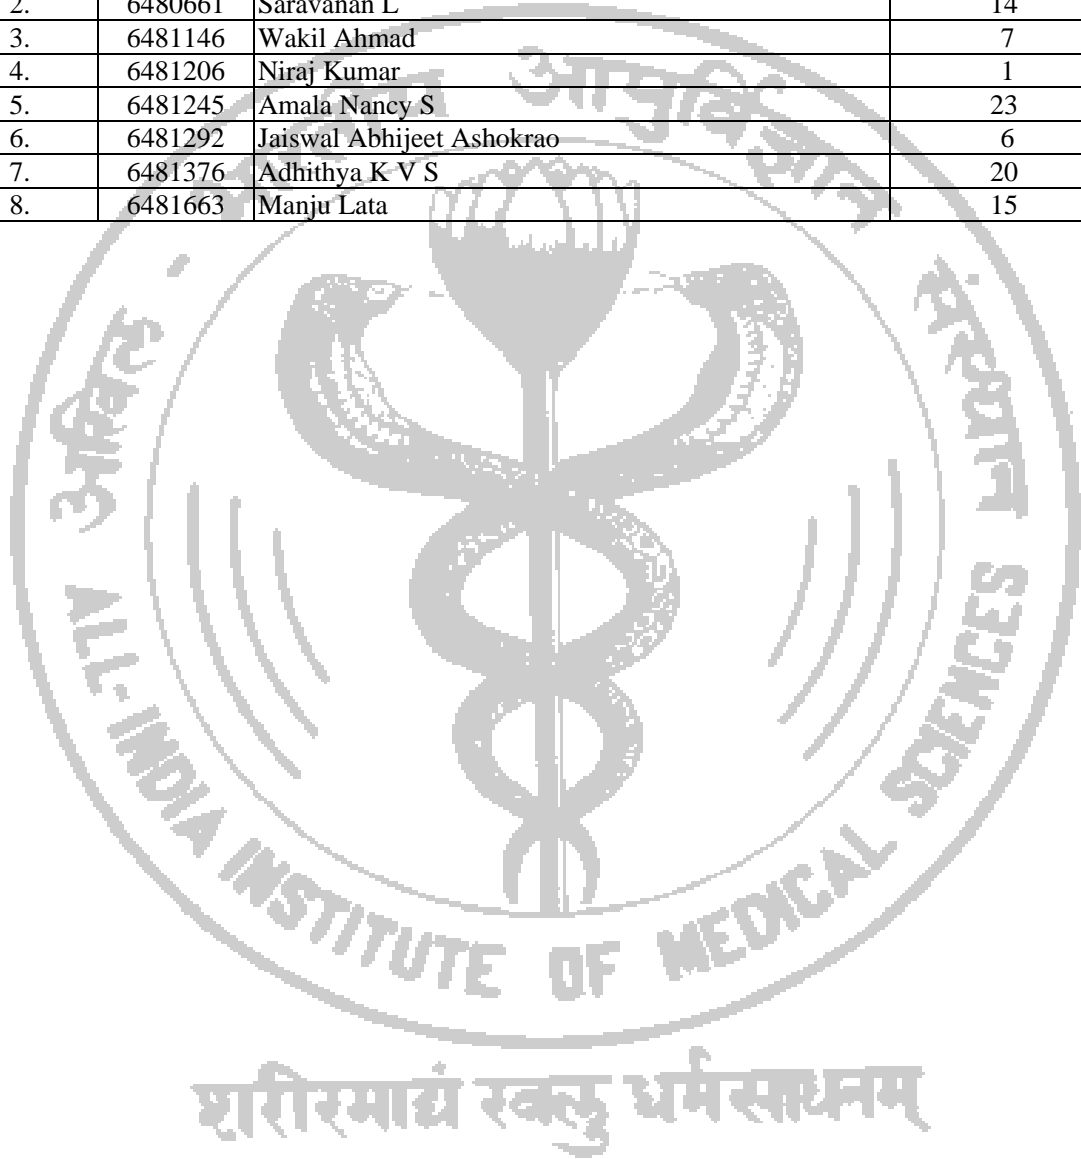 2. 6480661 Saravanan L 14
3. 6481146 Wakil Ahmad 7
4. 6481206 Niraj Kumar 1
5. 6481245 Amala Nancy S 23
6. 6481292 Jaiswal Abhijeet Ashokrao 6
7. 6481376 Adhithya K V S 20
8. 6481663 Manju Lata 15
अखिल - भारतीय आयुर्विज्ञान संस्थान
ALL-INDIA INSTITUTE OF MEDICAL SCIENCES
शरीरमाद्यं खलु धर्मसाधनम्